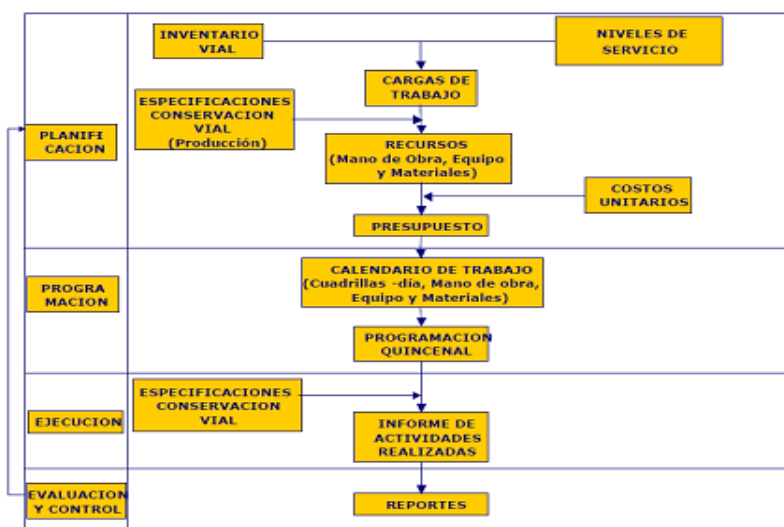 INVENTARIO
VIAL
NIVELES DE
SERVICIO
CARGAS DE
TRABAJO
ESPECIFICACIONES
CONSERVACION
VIAL
(Producción)
PLANIFI
CACION
RECURSOS
(Mano de Obra, Equipo
y Materiales)
COSTOS
UNITARIOS
PRESUPUESTO
PROGRA
MACION
CALENDARIO DE TRABAJO
(Cuadrillas -día, Mano de obra,
Equipo y Materiales)
PROGRAMACION
QUINCENAL
EJECUCION
ESPECIFICACIONES
CONSERVACION
VIAL
INFORME DE
ACTIVIDADES
REALIZADAS
EVALUACION
Y CONTROL
REPORTES